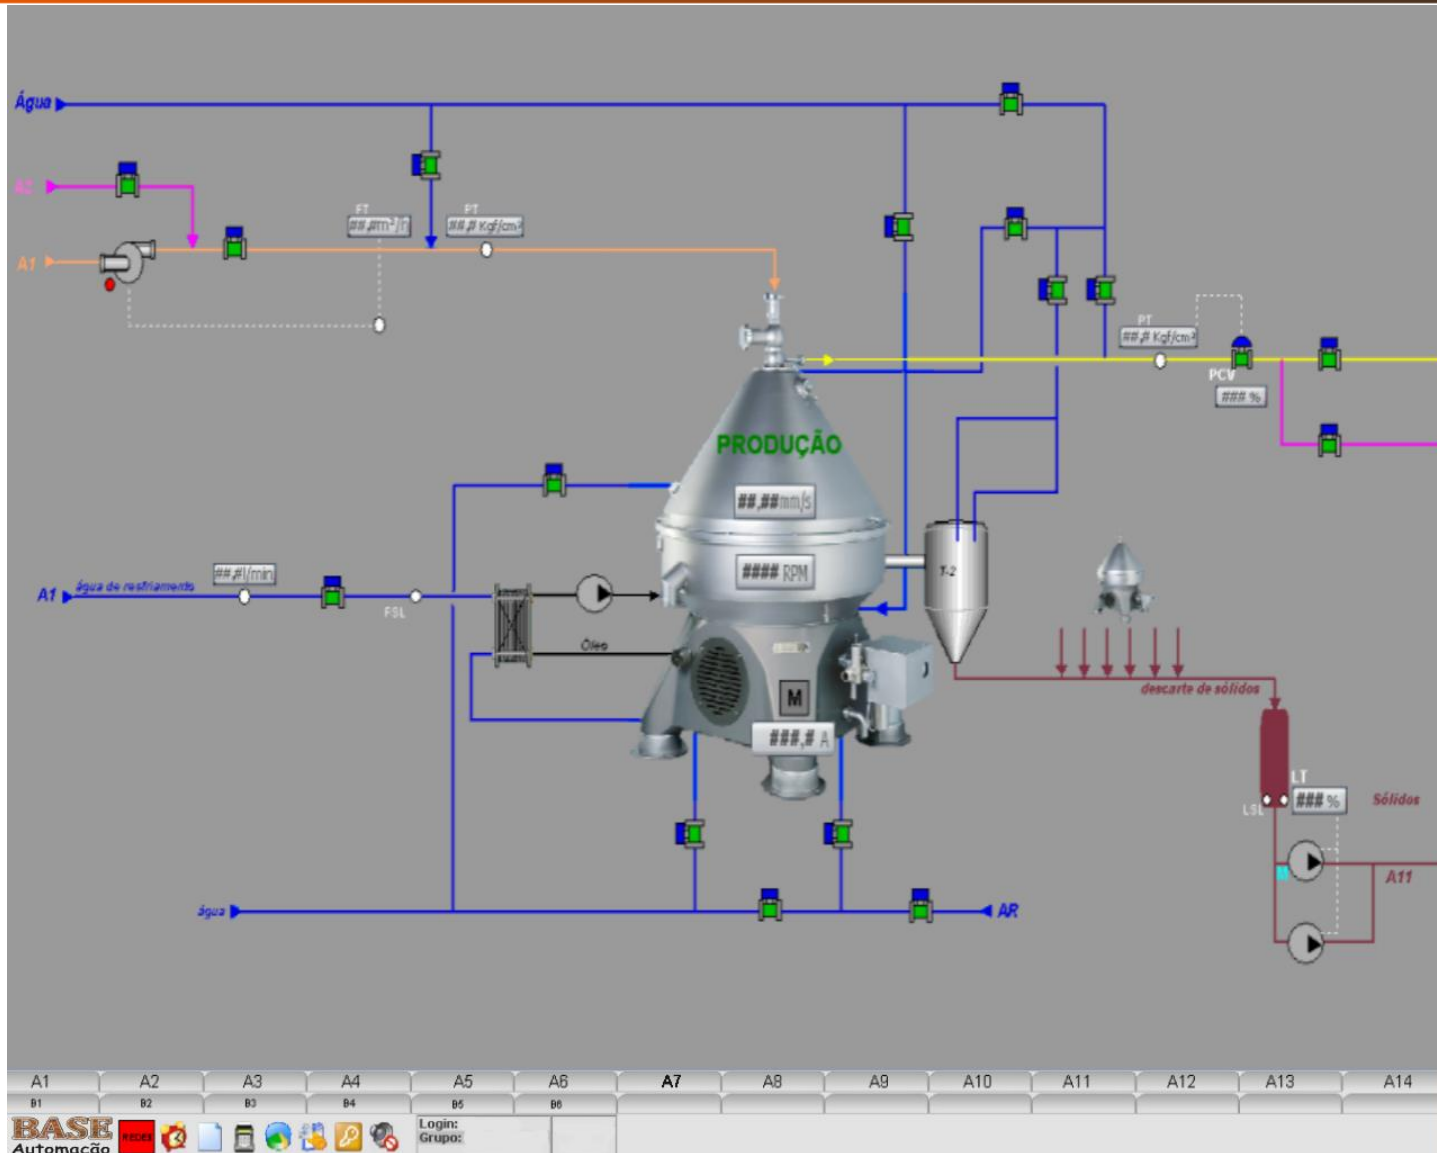 Água
A2
FT
PT
##,#m³/h
##,# Kgf/cm²
A1
PT
##,# Kgf/cm²
PCV
### %
PRODUÇÃO
##,##mm/s
#### RPM
T-2
##,#l/min
água de resfriamento
A1
FSL
Óleo
M
###,# A
descarte de sólidos
LT
### %
LSL
Sólidos
A11
água
AR
A1 A2 A3 A4 A5 A6 A7 A8 A9 A10 A11 A12 A13 A14
B1 B2 B3 B4 B5 B6
BASE
Automação
REDES
Login:
Grupo: